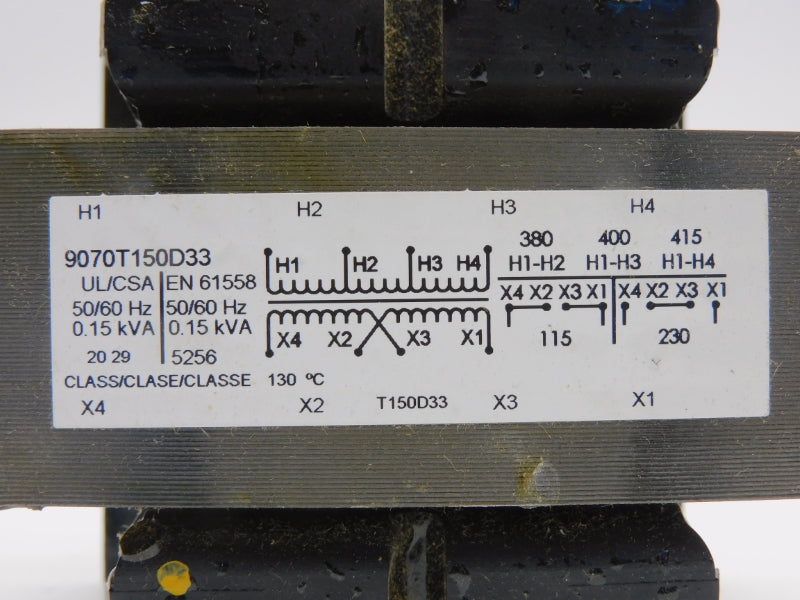 H1 H2 H3 H4
9070T150D33
UL/CSA EN 61558
50/60 Hz 50/60 Hz
0.15 kVA 0.15 kVA
20 29 5256
CLASS/CLASE/CLASSE 130 ºC
H1 H2 H3 H4
X4 X2 X3 X1
380 400 415
H1-H2 H1-H3 H1-H4
X4 X2 X3 X1 X4 X2 X3 X1
115 230
X4 X2 T150D33 X3 X1